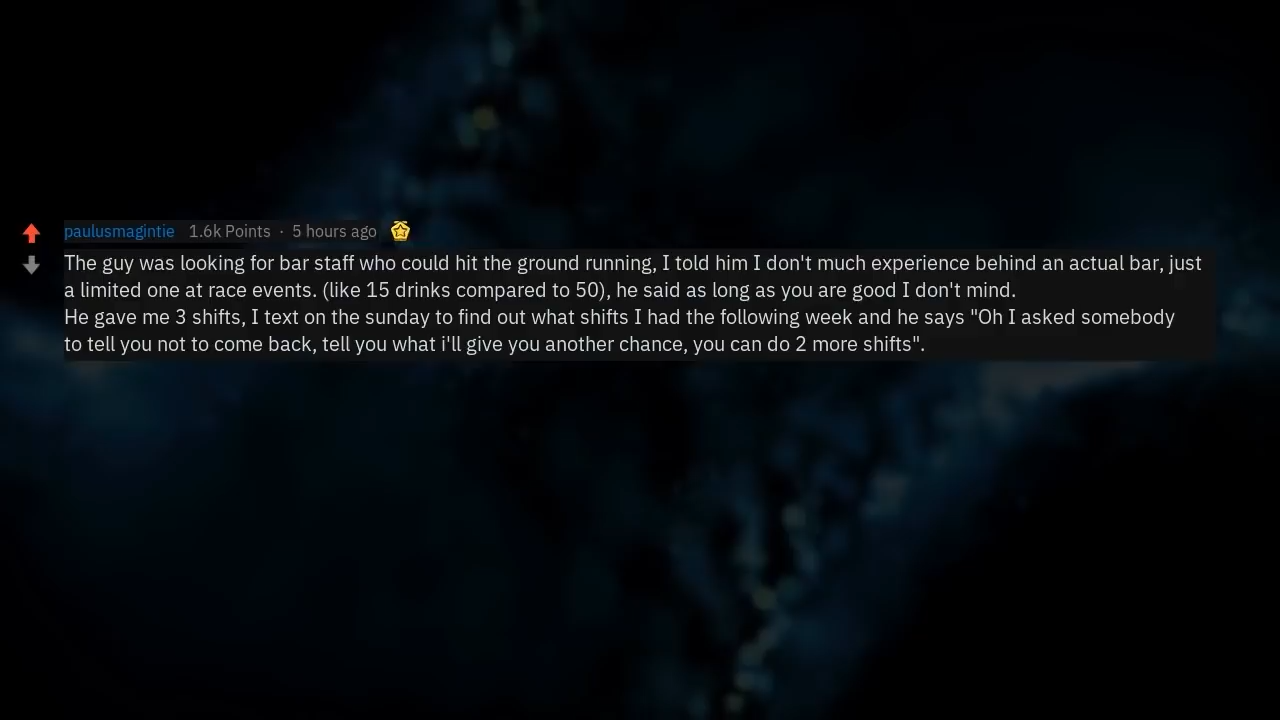 paulusmagintie 1.6k Points · 5 hours ago
The guy was looking for bar staff who could hit the ground running, I told him I don't much experience behind an actual bar, just
a limited one at race events. (like 15 drinks compared to 50), he said as long as you are good I don't mind.
He gave me 3 shifts, I text on the sunday to find out what shifts I had the following week and he says "Oh I asked somebody
to tell you not to come back, tell you what i'll give you another chance, you can do 2 more shifts".